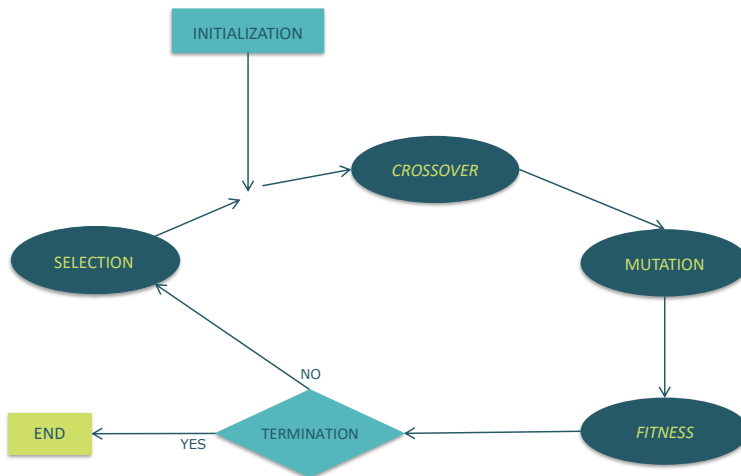 INITIALIZATION
CROSSOVER
SELECTION
MUTATION
NO
END
YES
TERMINATION
FITNESS